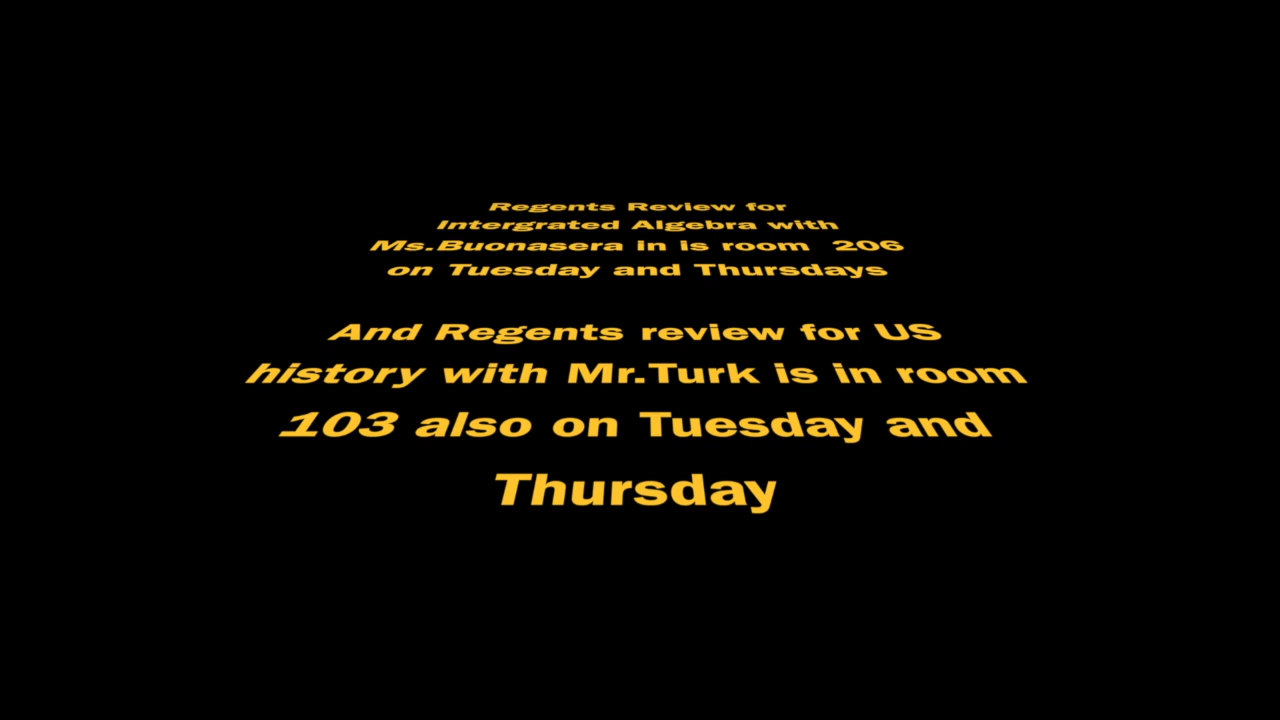 Regents Review for
Intergrated Algebra with
Ms.Buonasera in is room 206
on Tuesday and Thursdays
And Regents review for US
history with Mr.Turk is in room
103 also on Tuesday and
Thursday